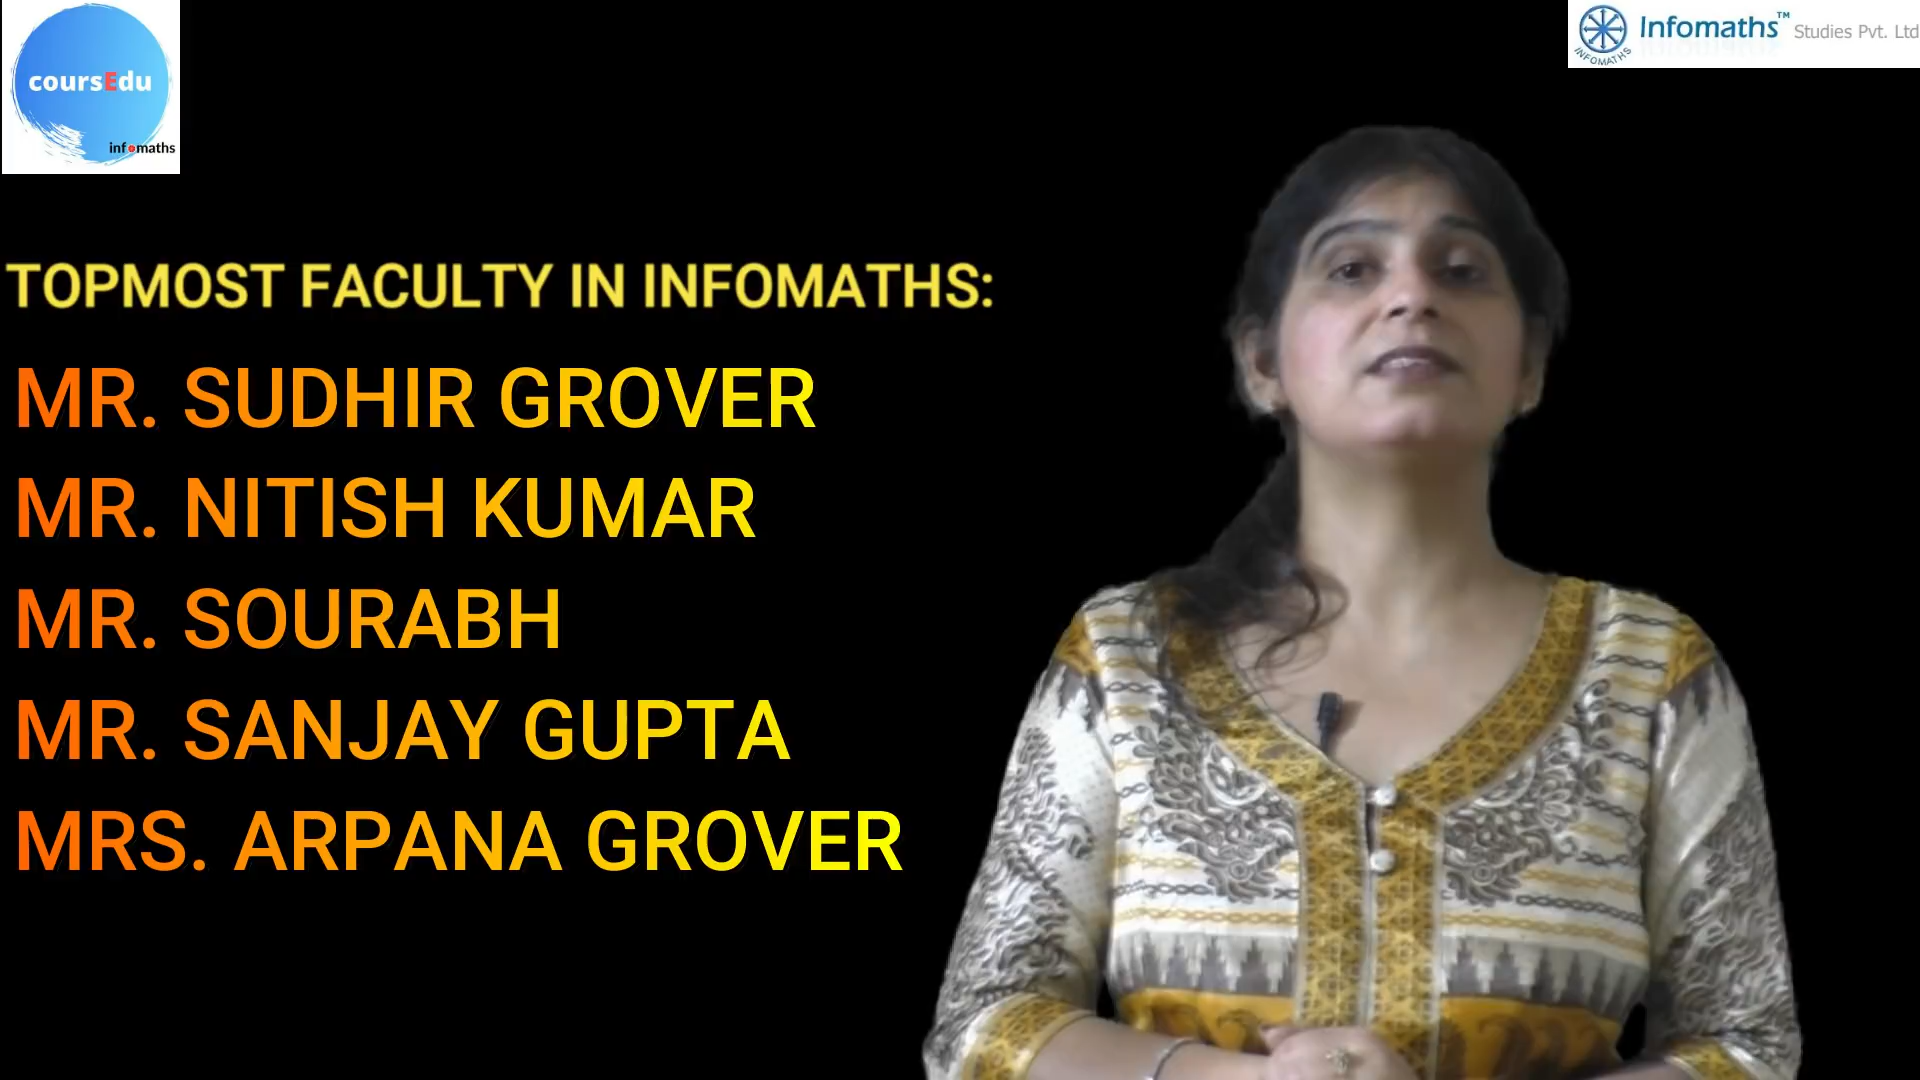 coursEdu
infomaths
Infomaths™ Studies Pvt. Ltd
INFOMATHS
TOPMOST FACULTY IN INFOMATHS:
MR. SUDHIR GROVER
MR. NITISH KUMAR
MR. SOURABH
MR. SANJAY GUPTA
MRS. ARPANA GROVER